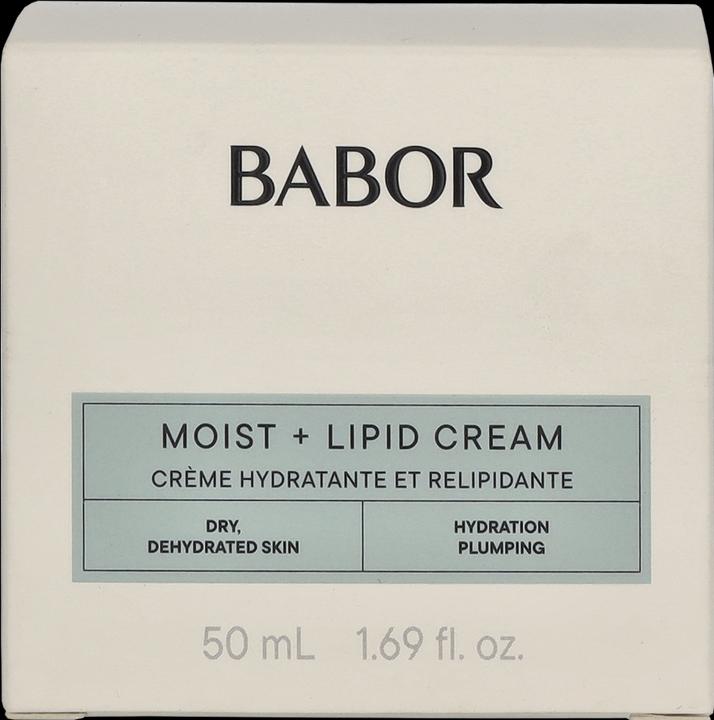 BABOR
MOIST + LIPID CREAM
CRÈME HYDRATANTE ET RELIPIDANTE
DRY,
DEHYDRATED SKIN
HYDRATION
PLUMPING
50 mL 1.69 fl. oz.